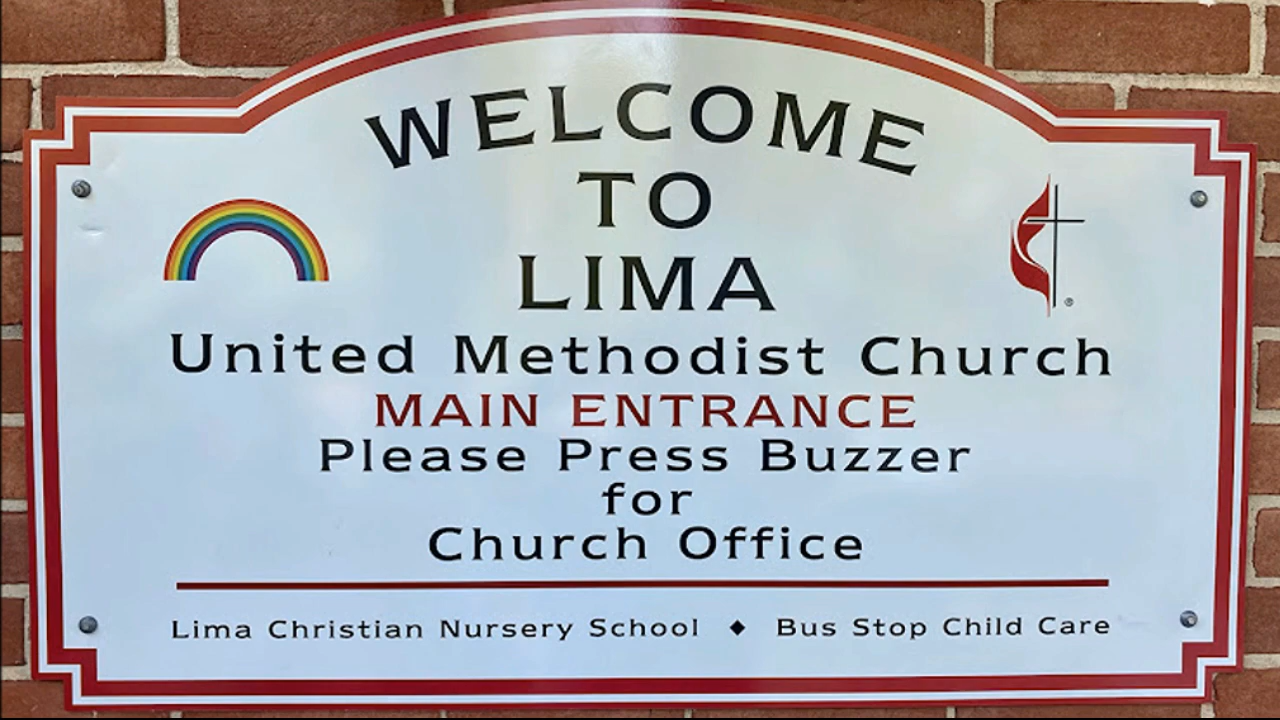 WELCOME
TO
LIMA
United Methodist Church
MAIN ENTRANCE
Please Press Buzzer
for
Church Office
Lima Christian Nursery School ♦ Bus Stop Child Care